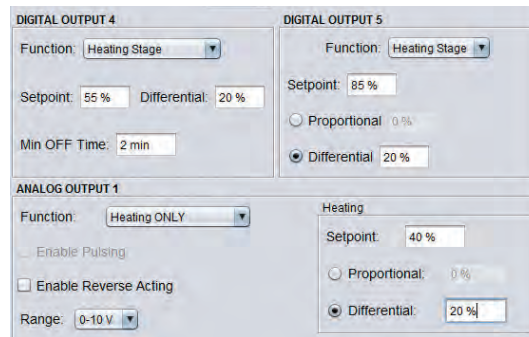 DIGITAL OUTPUT 4
Function: Heating Stage
Setpoint: 55 % Differential: 20 %
Min OFF Time: 2 min
DIGITAL OUTPUT 5
Function: Heating Stage
Setpoint: 85 %
Proportional 0 %
Differential 20 %
ANALOG OUTPUT 1
Function: Heating ONLY
Enable Pulsing
Enable Reverse Acting
Range: 0-10 V
Heating
Setpoint: 40 %
Proportional: 0 %
Differential: 20 %